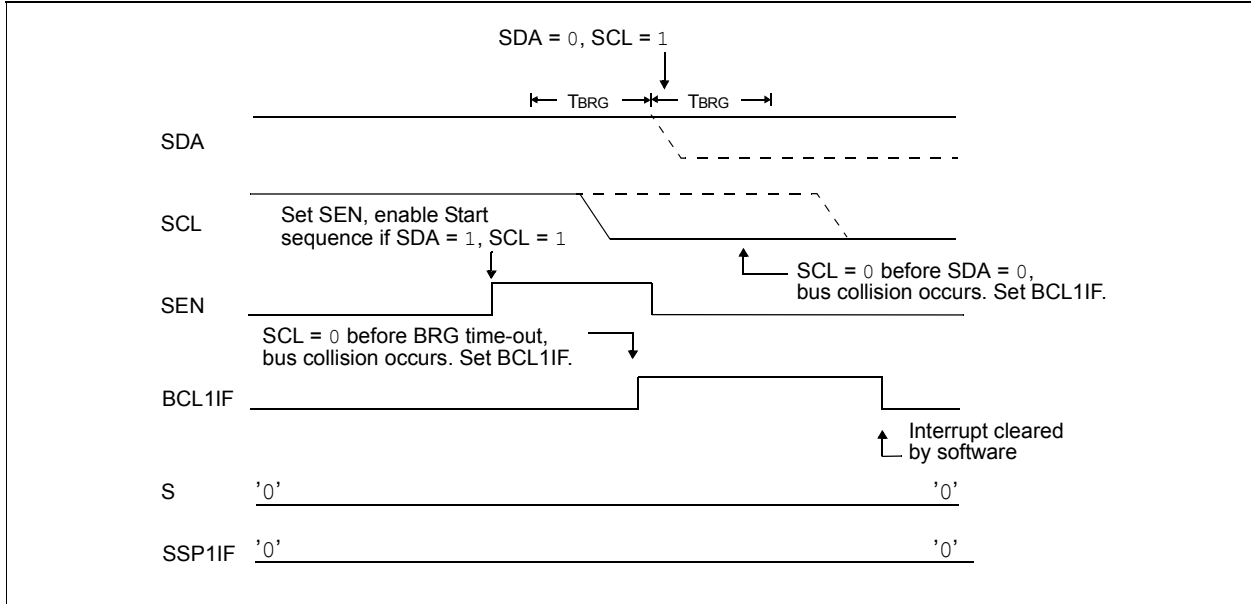 SDA = 0, SCL = 1
TBRG TBRG
SDA
SCL
Set SEN, enable Start
sequence if SDA = 1, SCL = 1
SCL = 0 before SDA = 0,
bus collision occurs. Set BCL1IF.
SEN
SCL = 0 before BRG time-out,
bus collision occurs. Set BCL1IF.
BCL1IF
Interrupt cleared
by software
S '0' '0'
SSP1IF '0' '0'